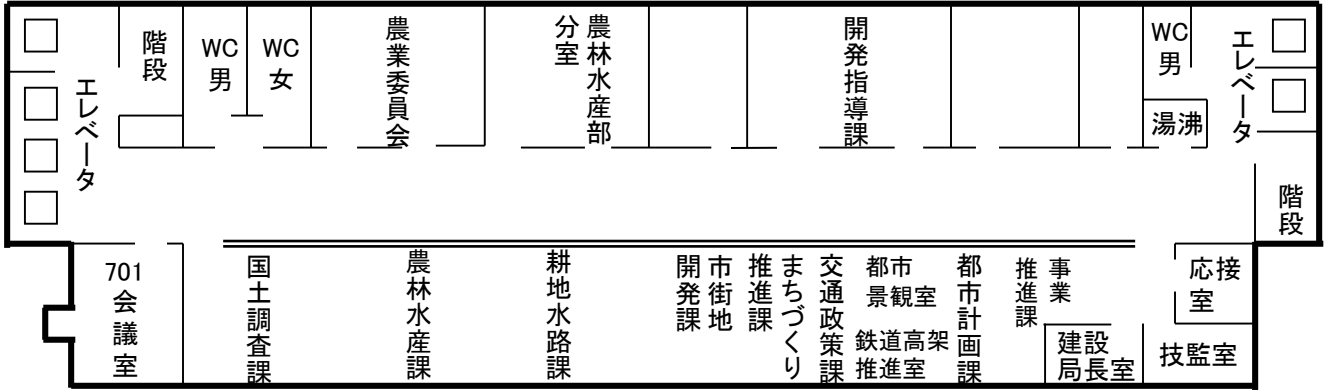 エレベータ
階段
WC
男
WC
女
農業委員会
農林水産部
分室
開発指導課
WC
男
湯沸
エレベータ
階段
701
会議室
国土調査課
農林水産課
耕地水路課
市街地
開発課
まちづくり
推進課
交通政策課
都市
景観室
鉄道高架
推進室
都市計画課
事業
推進課
建設
局長室
応接
室
技監室